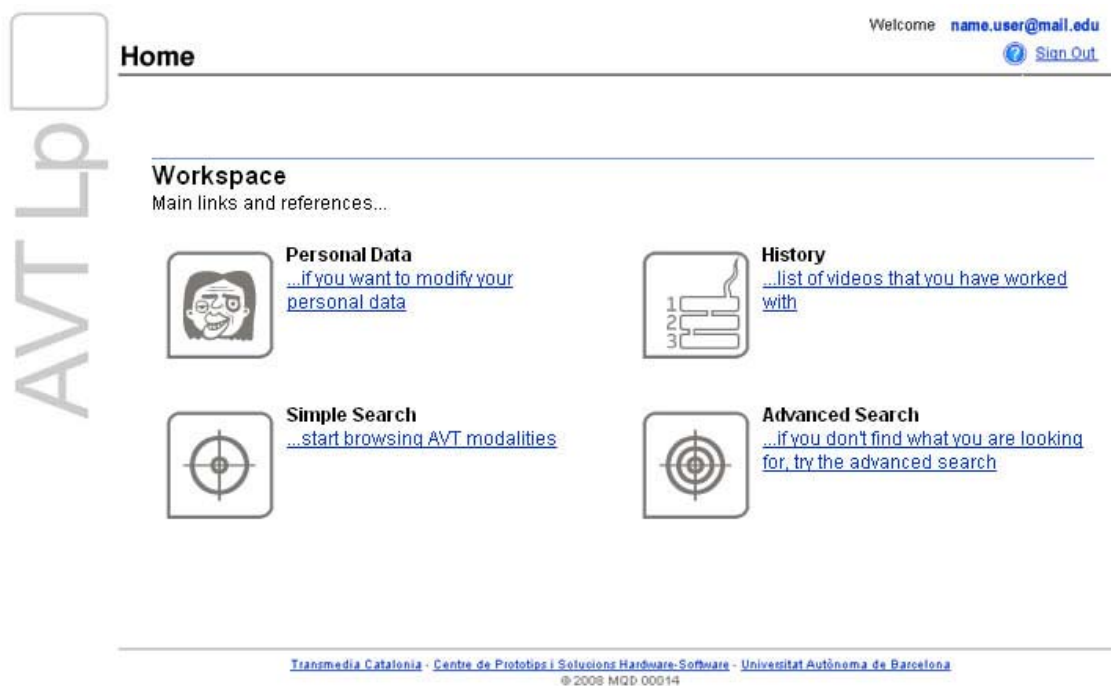 Welcome name.user@mail.edu
Sign Out
Home
AVT Lp
Workspace
Main links and references...
Personal Data
...if you want to modify your
personal data
History
...list of videos that you have worked
with
1
2
3
Simple Search
...start browsing AVT modalities
Advanced Search
...if you don't find what you are looking
for, try the advanced search
Transmedia Catalonia - Centre de Prototips i Solucions Hardware-Software - Universitat Autònoma de Barcelona
© 2008 MQD 00014